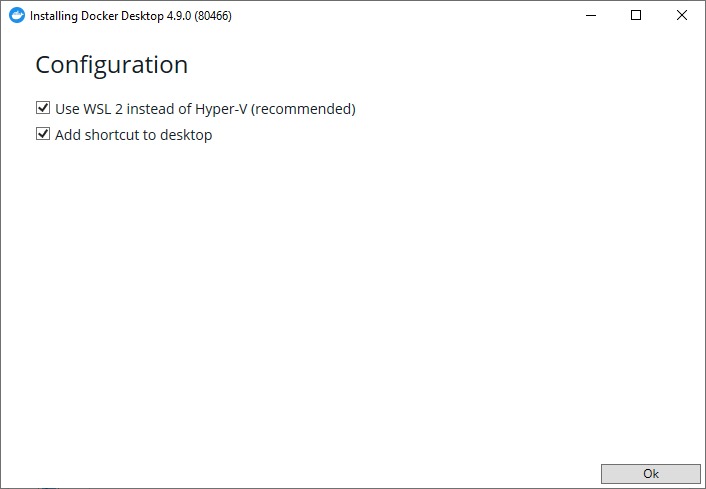 Installing Docker Desktop 4.9.0 (80466)
Configuration
Use WSL 2 instead of Hyper-V (recommended)
Add shortcut to desktop
Ok